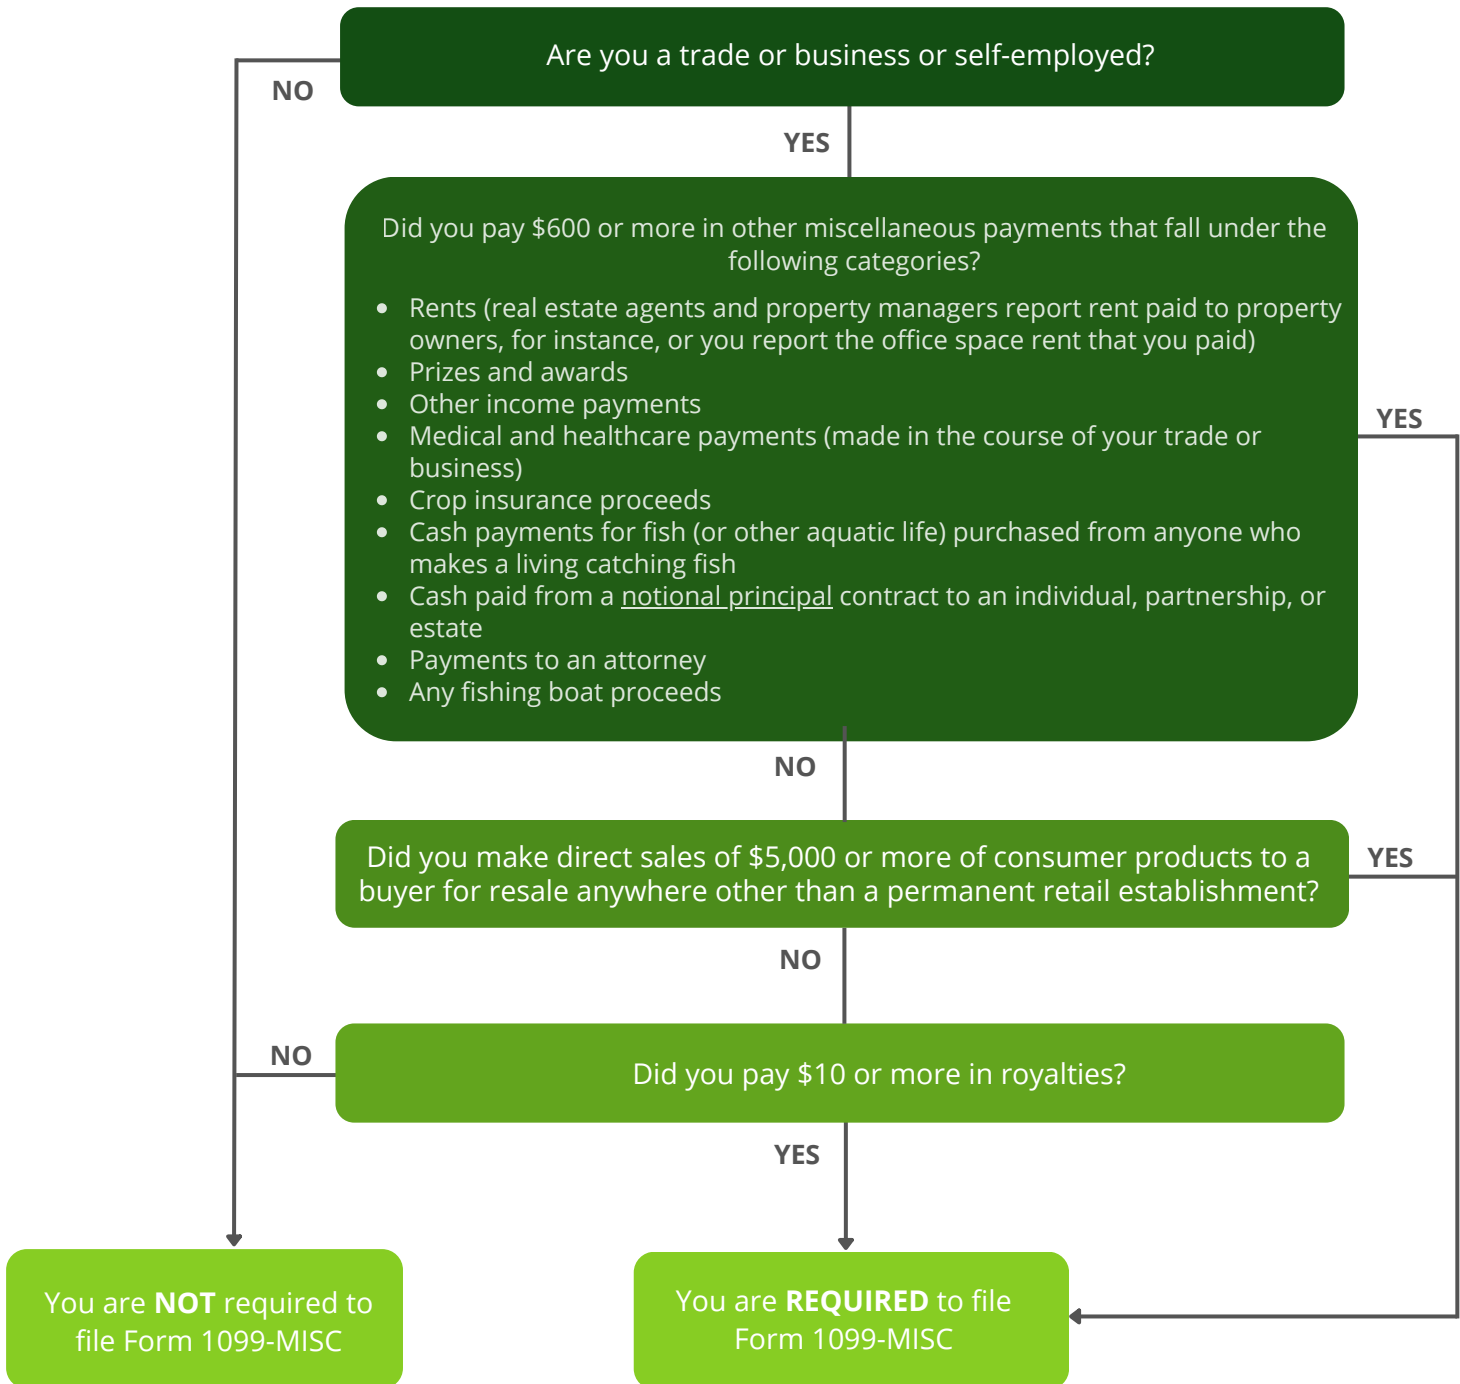 Are you a trade or business or self-employed?
NO
YES
Did you pay $600 or more in other miscellaneous payments that fall under the
following categories?
• Rents (real estate agents and property managers report rent paid to property
owners, for instance, or you report the office space rent that you paid)
• Prizes and awards
• Other income payments
• Medical and healthcare payments (made in the course of your trade or
business)
• Crop insurance proceeds
• Cash payments for fish (or other aquatic life) purchased from anyone who
makes a living catching fish
• Cash paid from a notional principal contract to an individual, partnership, or
estate
• Payments to an attorney
• Any fishing boat proceeds
YES
NO
Did you make direct sales of $5,000 or more of consumer products to a
buyer for resale anywhere other than a permanent retail establishment?
YES
NO
NO
Did you pay $10 or more in royalties?
YES
You are NOT required to
file Form 1099-MISC
You are REQUIRED to file
Form 1099-MISC